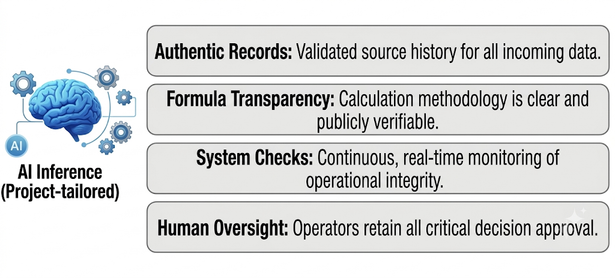 Authentic Records: Validated source history for all incoming data.
Formula Transparency: Calculation methodology is clear and
publicly verifiable.
AI
AI Inference
(Project-tailored)
System Checks: Continuous, real-time monitoring of
operational integrity.
Human Oversight: Operators retain all critical decision approval.